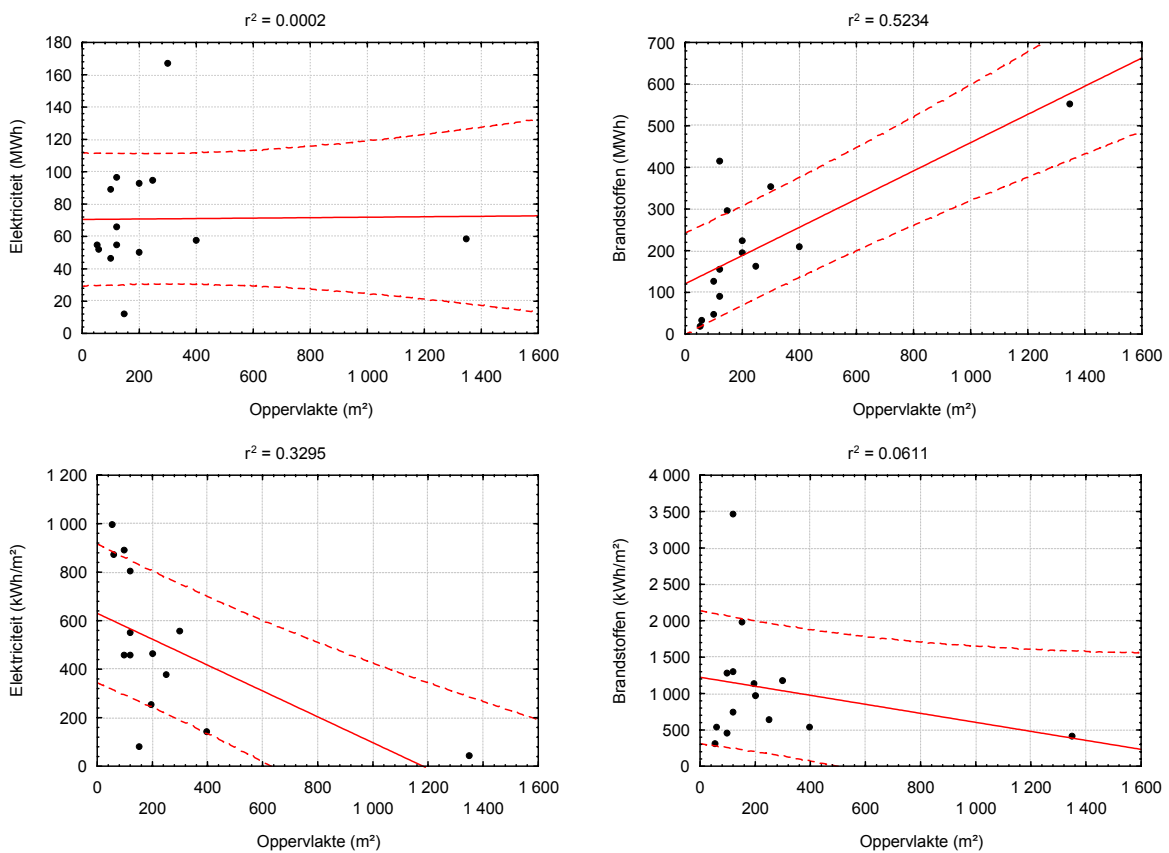 r² = 0.0002
180
160
140
120
100
80
60
40
20
0
Elektriciteit (MWh)
0 400 800 1 200 1 600
200 600 1 000 1 400
Oppervlakte (m²)
r² = 0.5234
700
600
500
400
300
200
100
0
Brandstoffen (MWh)
0 400 800 1 200 1 600
200 600 1 000 1 400
Oppervlakte (m²)
r² = 0.3295
1 200
1 000
800
600
400
200
0
Elektriciteit (kWh/m²)
0 400 800 1 200 1 600
200 600 1 000 1 400
Oppervlakte (m²)
r² = 0.0611
4 000
3 500
3 000
2 500
2 000
1 500
1 000
500
0
Brandstoffen (kWh/m²)
0 400 800 1 200 1 600
200 600 1 000 1 400
Oppervlakte (m²)